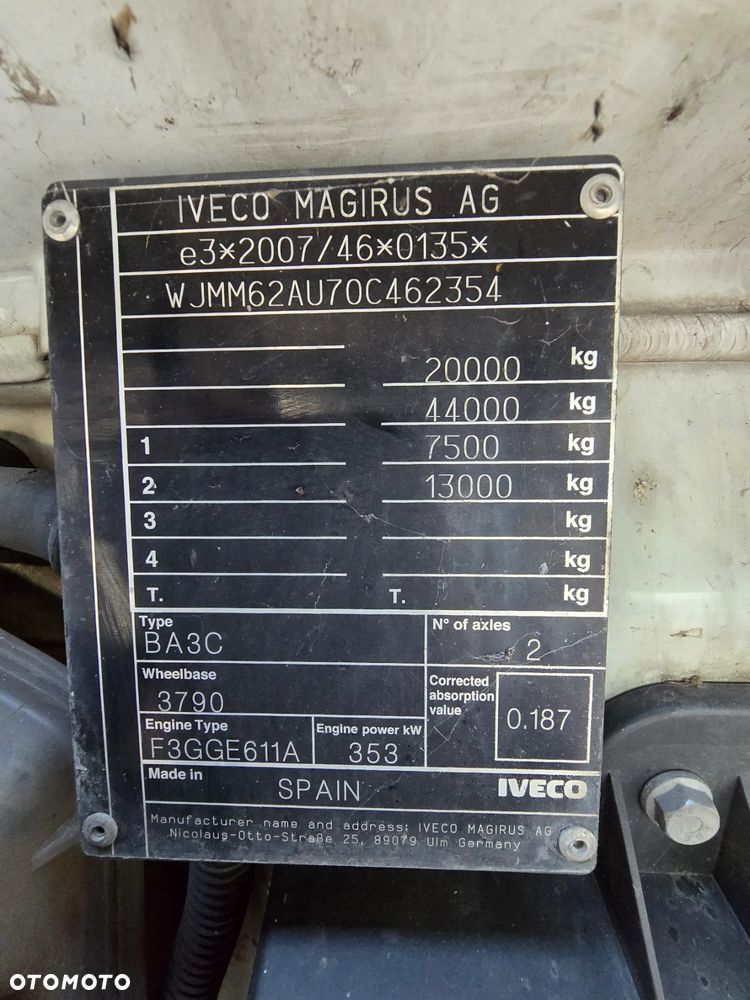 IVECO MAGIRUS AG
e3*2007/46*0135*
WJMM62AU70C462354
20000 kg
44000 kg
1 7500 kg
2 13000 kg
3 kg
4 kg
T. T. kg
Type
BA3C
N° of axles
2
Wheelbase
3790
Corrected
absorption
value
0.187
Engine Type
F3GGE611A
Engine power kW
353
Made in
SPAIN
IVECO
Manufacturer name and address: IVECO MAGIRUS AG
Nicolaus-Otto-Straße 25, 89079 Ulm Germany
OTOMOTO